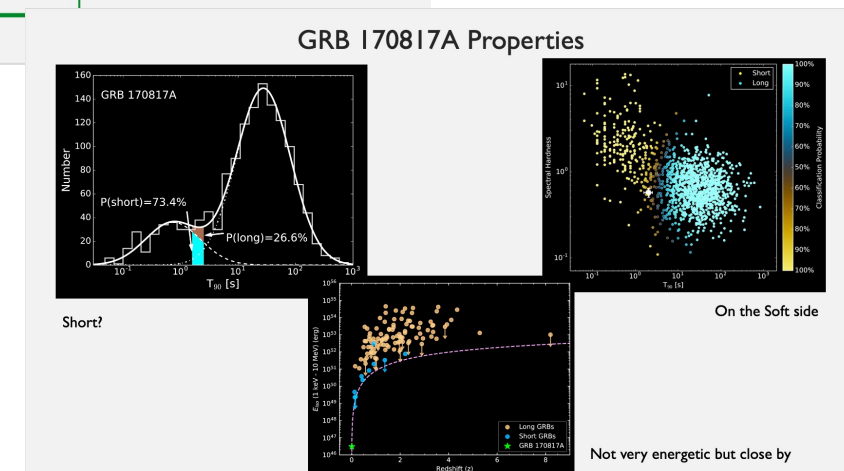 GRB 170817A Properties
160
140
120
100
80
60
40
20
0
Number
GRB 170817A
P(short)=73.4%
P(long)=26.6%
10⁻¹
10⁰
10¹
10²
10³
T₉₀ [s]
Short?
10¹
10⁰
10⁻¹
Spectral Hardness
Short
Long
10⁻¹
10⁰
10¹
10²
10³
T₉₀ [s]
100%
90%
80%
70%
60%
50%
60%
70%
80%
90%
100%
Classification Probability
On the Soft side
10⁵⁶
10⁵⁵
10⁵⁴
10⁵³
10⁵²
10⁵¹
10⁵⁰
10⁴⁹
10⁴⁸
10⁴⁷
10⁴⁶
E_iso (1 keV - 10 MeV) (erg)
Long GRBs
Short GRBs
GRB 170817A
0
2
4
6
8
Redshift (z)
Not very energetic but close by